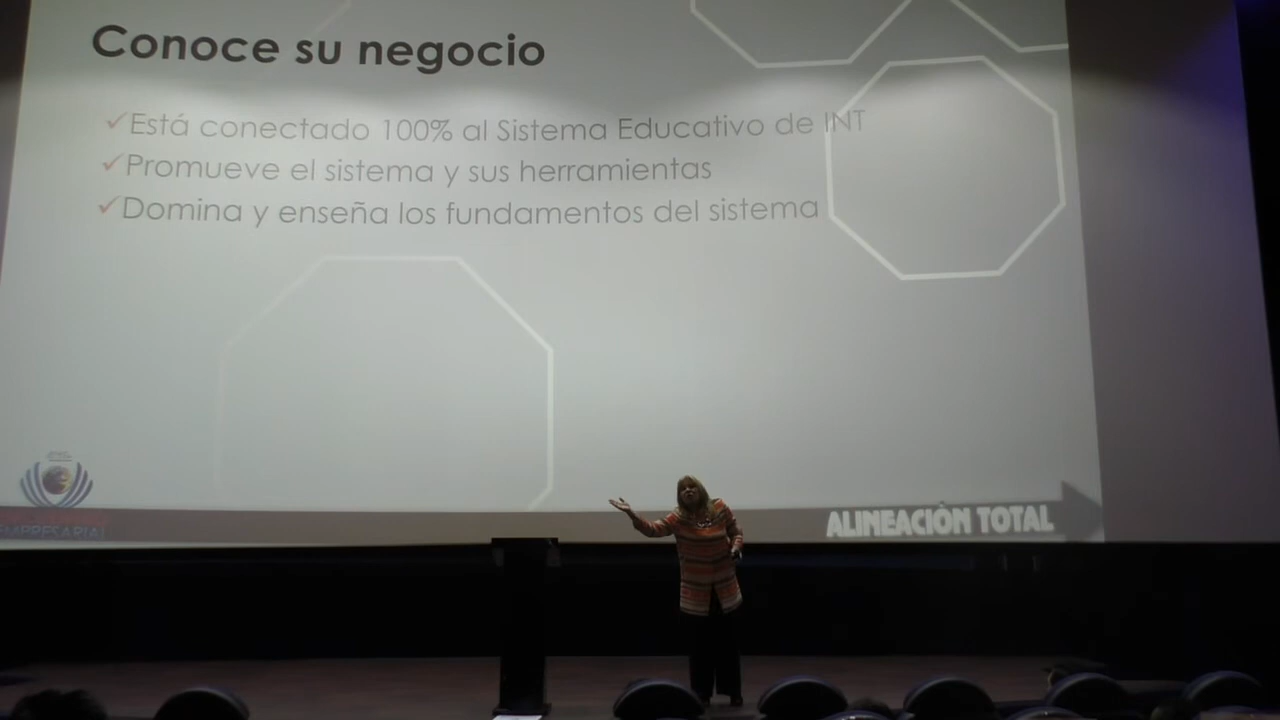 Conoce su negocio
✓Está conectado 100% al Sistema Educativo de INT
✓Promueve el sistema y sus herramientas
✓Domina y enseña los fundamentos del sistema
EMPRESARIAL
ALINEACIÓN TOTAL